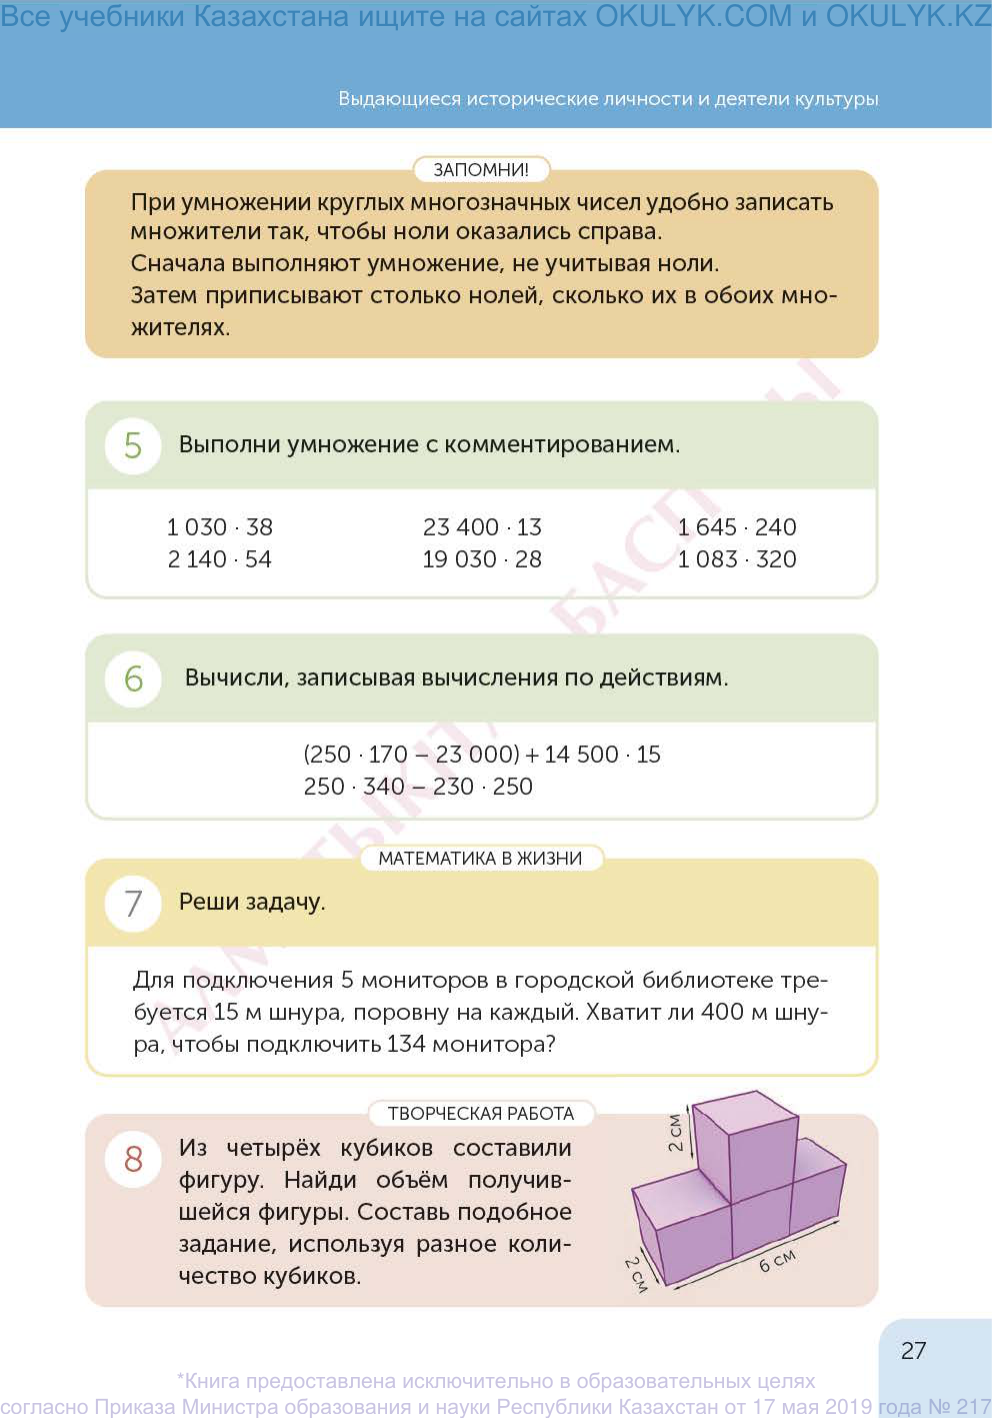 Все учебники Казахстана ищите на сайтах OKULYK.COM и OKULYK.KZ
Выдающиеся исторические личности и деятели культуры
ЗАПОМНИ!
При умножении круглых многозначных чисел удобно записать
множители так, чтобы ноли оказались справа.
Сначала выполняют умножение, не учитывая ноли.
Затем приписывают столько нолей, сколько их в обоих мно-
жителях.
5 Выполни умножение с комментированием.
1 030 · 38 23 400 · 13 1 645 · 240
2 140 · 54 19 030 · 28 1 083 · 320
6 Вычисли, записывая вычисления по действиям.
(250 · 170 – 23 000) + 14 500 · 15
250 · 340 – 230 · 250
МАТЕМАТИКА В ЖИЗНИ
7 Реши задачу.
Для подключения 5 мониторов в городской библиотеке тре-
буется 15 м шнура, поровну на каждый. Хватит ли 400 м шну-
ра, чтобы подключить 134 монитора?
ТВОРЧЕСКАЯ РАБОТА
8 Из четырёх кубиков составили
фигуру. Найди объём получив-
шейся фигуры. Составь подобное
задание, используя разное коли-
чество кубиков.
2 см
2 см
6 см
27
*Книга предоставлена исключительно в образовательных целях
согласно Приказа Министра образования и науки Республики Казахстан от 17 мая 2019 года № 217